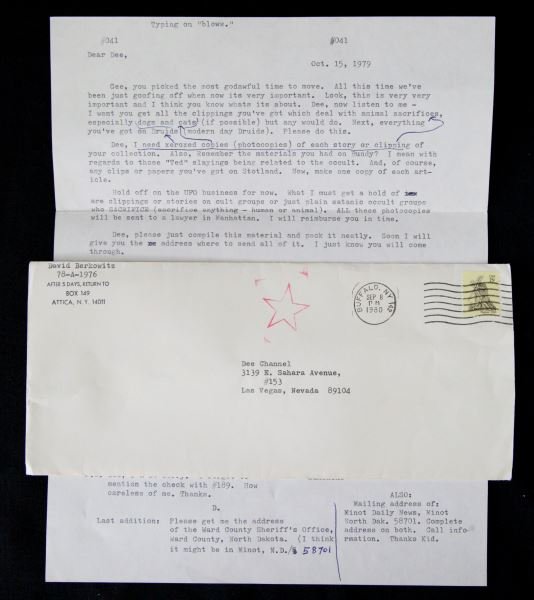 Typing on "blown."
#041 #041
Dear Dee,
Oct. 15, 1979
Gee, you picked the most godawful time to move. All this time we've
been just goofing off when now its very important. Look, this is very very
important and I think you know whats its about. Dee, now listen to me -
I want you get all the clippings you've got which deal with animal sacrifices,
especially dogs and cats (if possible) but any would do. Next, everything
you've got on Druids (modern day Druids). Please do this.
Dee, I need xeroxed copies (photocopies) of each story or clipping of
your collection. Also, Remember the materials you had on Bundy? I mean with
regards to those "Ted" slayings being related to the occult. And, of course,
any clips or papers you've got on Stotland. Now, make one copy of each art-
icle.
Hold off on the UFO business for now. What I must get a hold of
are clippings or stories on cult groups or just plain satanic occult groups
who SACRIFICE (sacrifice anything - human or animal). ALL these photocopies
will be sent to a lawyer in Manhattan. I will reimburse you in time.
Dee, please just compile this material and pack it neatly. Soon I will
give you the address where to send all of it. I just know you will come
through.
David Berkowitz
78-A-1976
AFTER 5 DAYS, RETURN TO
BOX 149
ATTICA, N.Y. 14011
BUFFALO, NY
SEP 8
PM
1980
Dee Channel
3139 E. Sahara Avenue,
#153
Las Vegas, Nevada 89104
mention the check with #189. How
careless of me. Thanks.
D.
Last addition: Please get me the address
of the Ward County Sheriff's Office,
Ward County, North Dakota. (I think
it might be in Minot, N.D./ 58701
ALSO:
Mailing address of:
Minot Daily News, Minot
North Dak. 58701. Complete
address on both. Call info-
rmation. Thanks Kid.